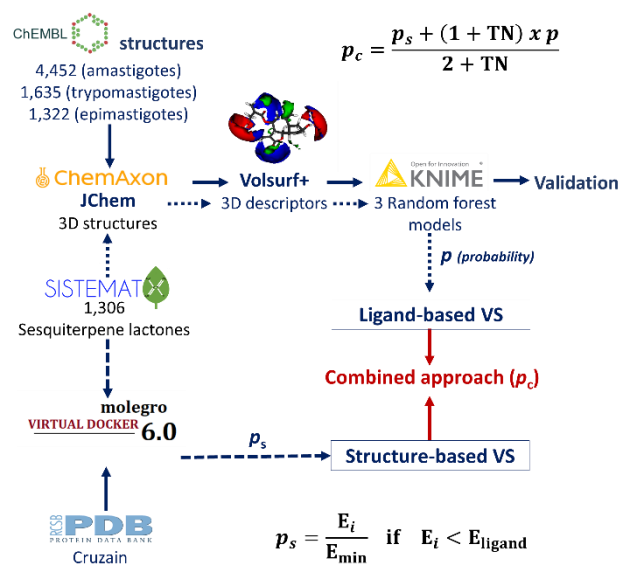 ChEMBL
structures
4,452 (amastigotes)
1,635 (trypomastigotes)
1,322 (epimastigotes)
p_c = \frac{p_s + (1 + TN) x p}{2 + TN}
ChemAxon
JChem
3D structures
Volsurf+
3D descriptors
Open for Innovation
KNIME
3 Random forest
models
Validation
p (probability)
SISTEMATX
1,306
Sesquiterpene lactones
Ligand-based VS
Combined approach (p_c)
molegro
VIRTUAL DOCKER 6.0
p_s
Structure-based VS
RCSB
PDB
PROTEIN DATA BANK
Cruzain
p_s = \frac{E_i}{E_min} if E_i < E_ligand